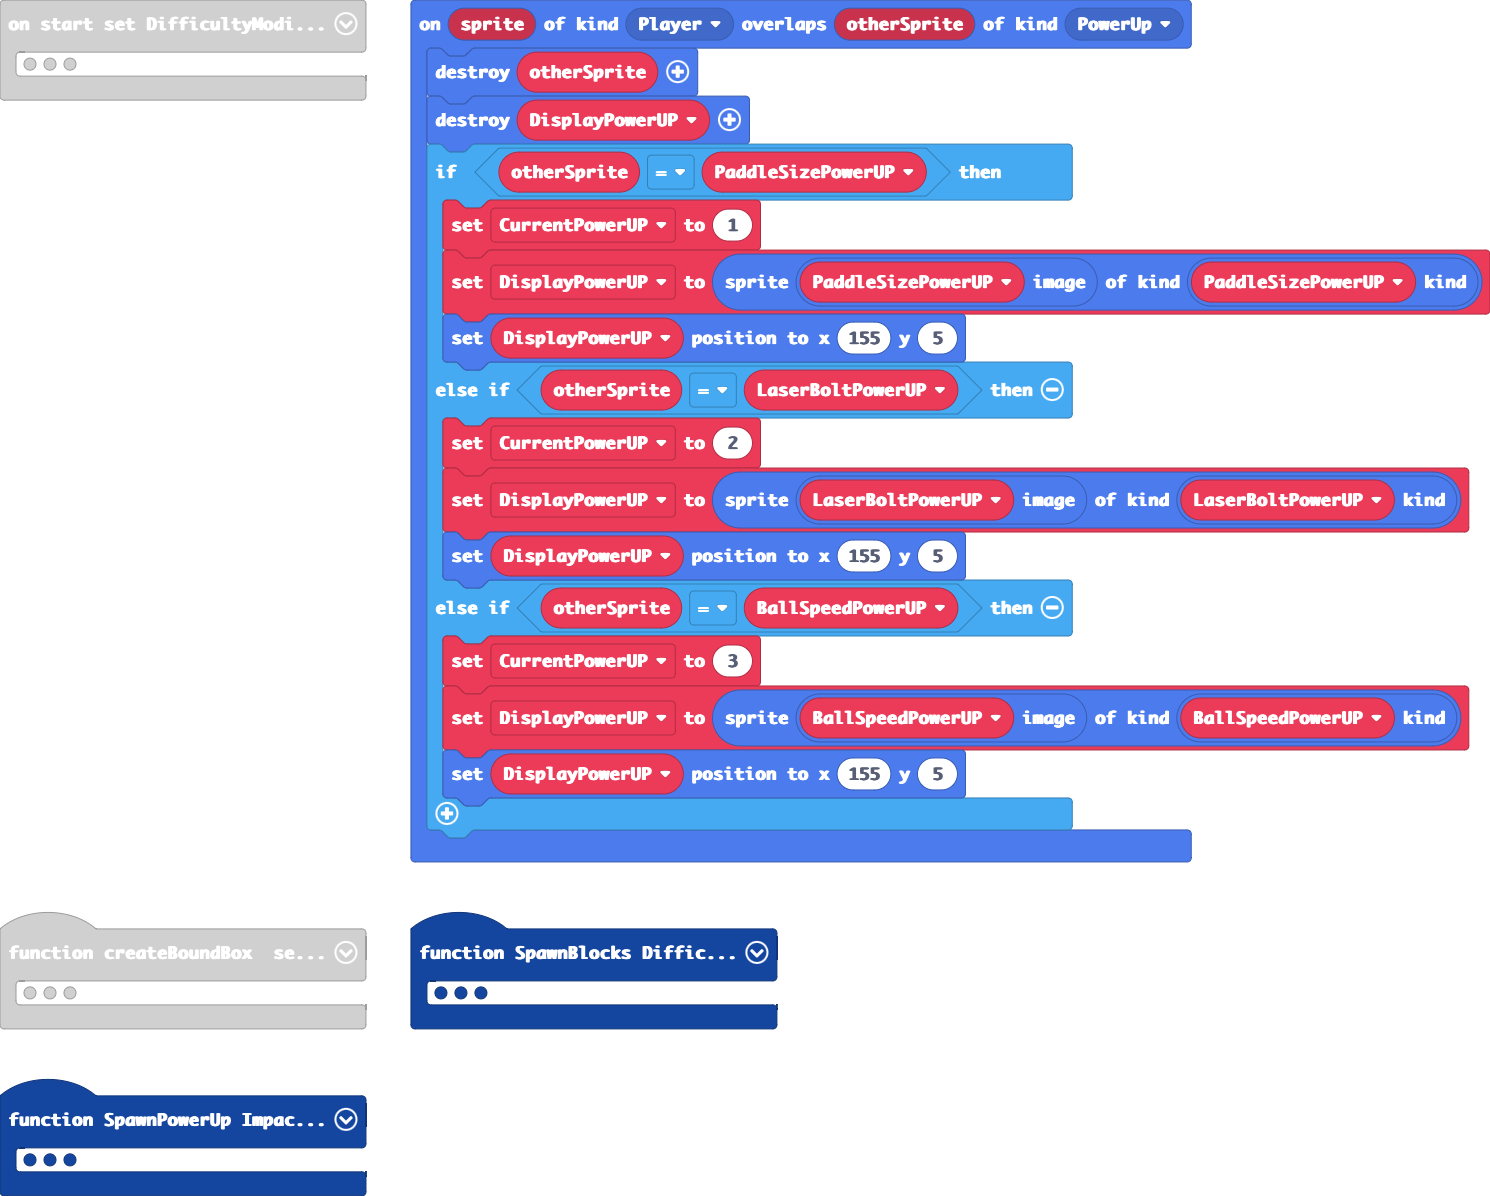 on start set DifficultyModi...
on sprite of kind Player overlaps otherSprite of kind PowerUp
destroy otherSprite
destroy DisplayPowerUP
if otherSprite = PaddleSizePowerUP then
set CurrentPowerUP to 1
set DisplayPowerUP to sprite PaddleSizePowerUP image of kind PaddleSizePowerUP kind
set DisplayPowerUP position to x 155 y 5
else if otherSprite = LaserBoltPowerUP then
set CurrentPowerUP to 2
set DisplayPowerUP to sprite LaserBoltPowerUP image of kind LaserBoltPowerUP kind
set DisplayPowerUP position to x 155 y 5
else if otherSprite = BallSpeedPowerUP then
set CurrentPowerUP to 3
set DisplayPowerUP to sprite BallSpeedPowerUP image of kind BallSpeedPowerUP kind
set DisplayPowerUP position to x 155 y 5
function createBoundBox se...
function SpawnBlocks Diffic...
function SpawnPowerUp Impac...